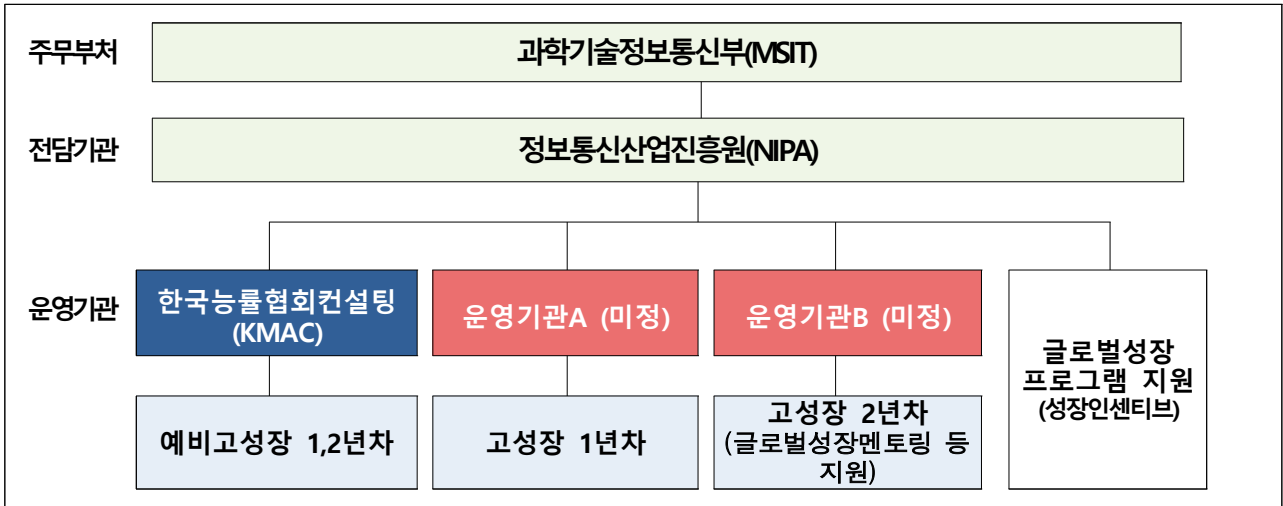 주무부처
과학기술정보통신부(MSIT)
전담기관
정보통신산업진흥원(NIPA)
운영기관
한국능률협회컨설팅
(KMAC)
운영기관A (미정)
운영기관B (미정)
글로벌성장
프로그램 지원
(성장인센티브)
예비고성장 1,2년차
고성장 1년차
고성장 2년차
(글로벌성장멘토링 등
지원)